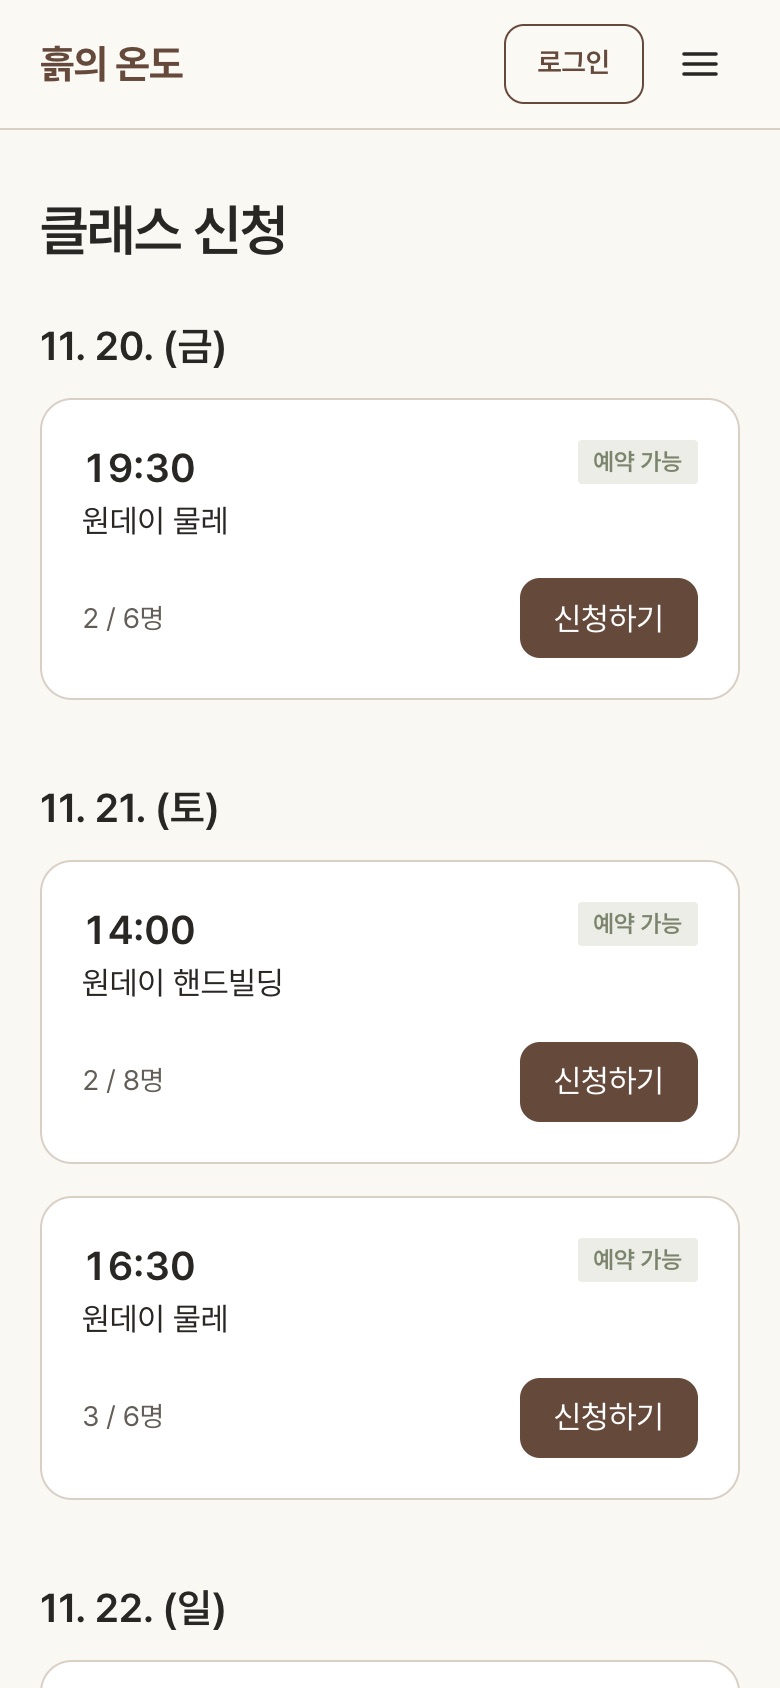 흙의 온도
로그인
클래스 신청
11. 20. (금)
19:30
예약 가능
원데이 물레
2 / 6명
신청하기
11. 21. (토)
14:00
예약 가능
원데이 핸드빌딩
2 / 8명
신청하기
16:30
예약 가능
원데이 물레
3 / 6명
신청하기
11. 22. (일)